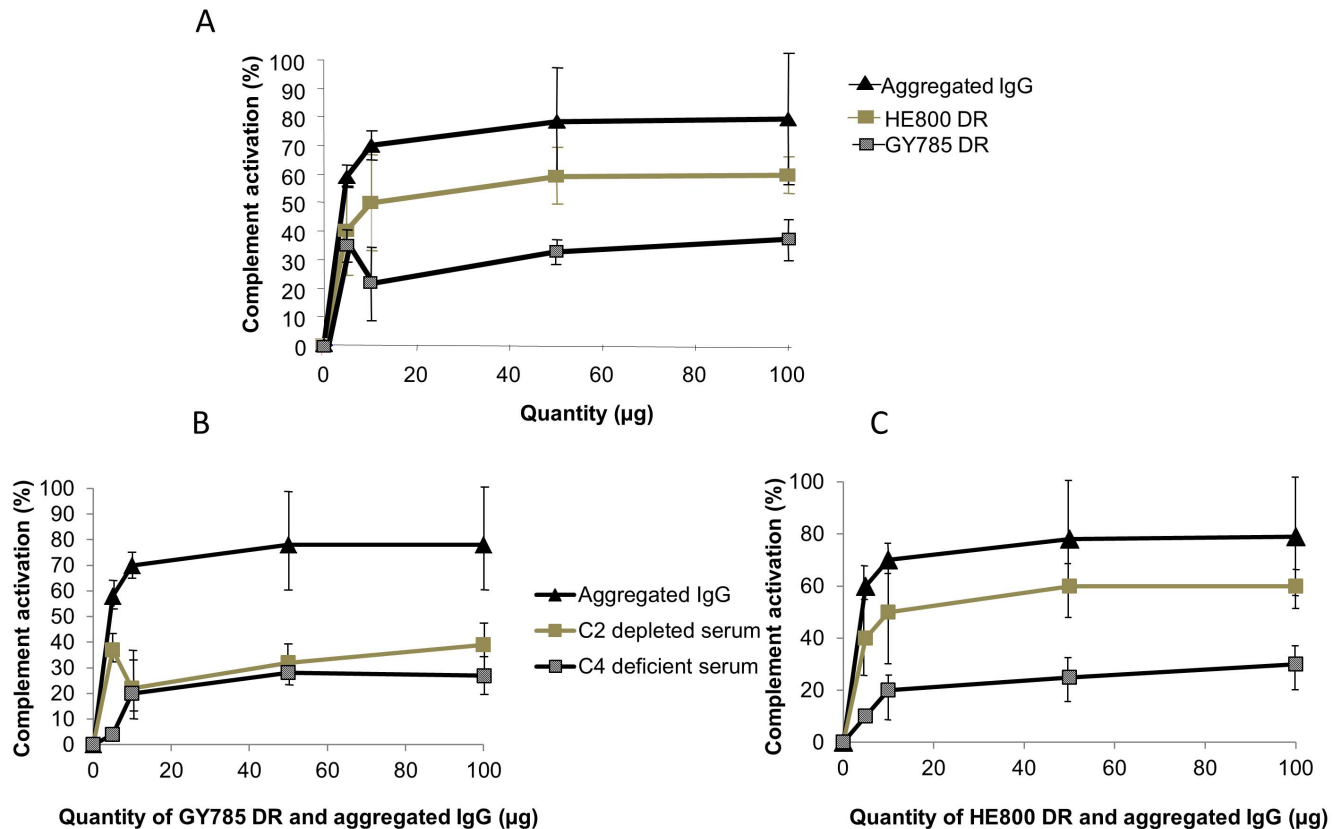 A
Complement activation (%)
100
90
80
70
60
50
40
30
20
10
0
0 20 40 60 80 100
Quantity (µg)
Aggregated IgG
HE800 DR
GY785 DR
B
Complement activation (%)
100
90
80
70
60
50
40
30
20
10
0
0 20 40 60 80 100
Quantity of GY785 DR and aggregated IgG (µg)
Aggregated IgG
C2 depleted serum
C4 deficient serum
C
Complement activation (%)
100
80
60
40
20
0
0 20 40 60 80 100
Quantity of HE800 DR and aggregated IgG (µg)